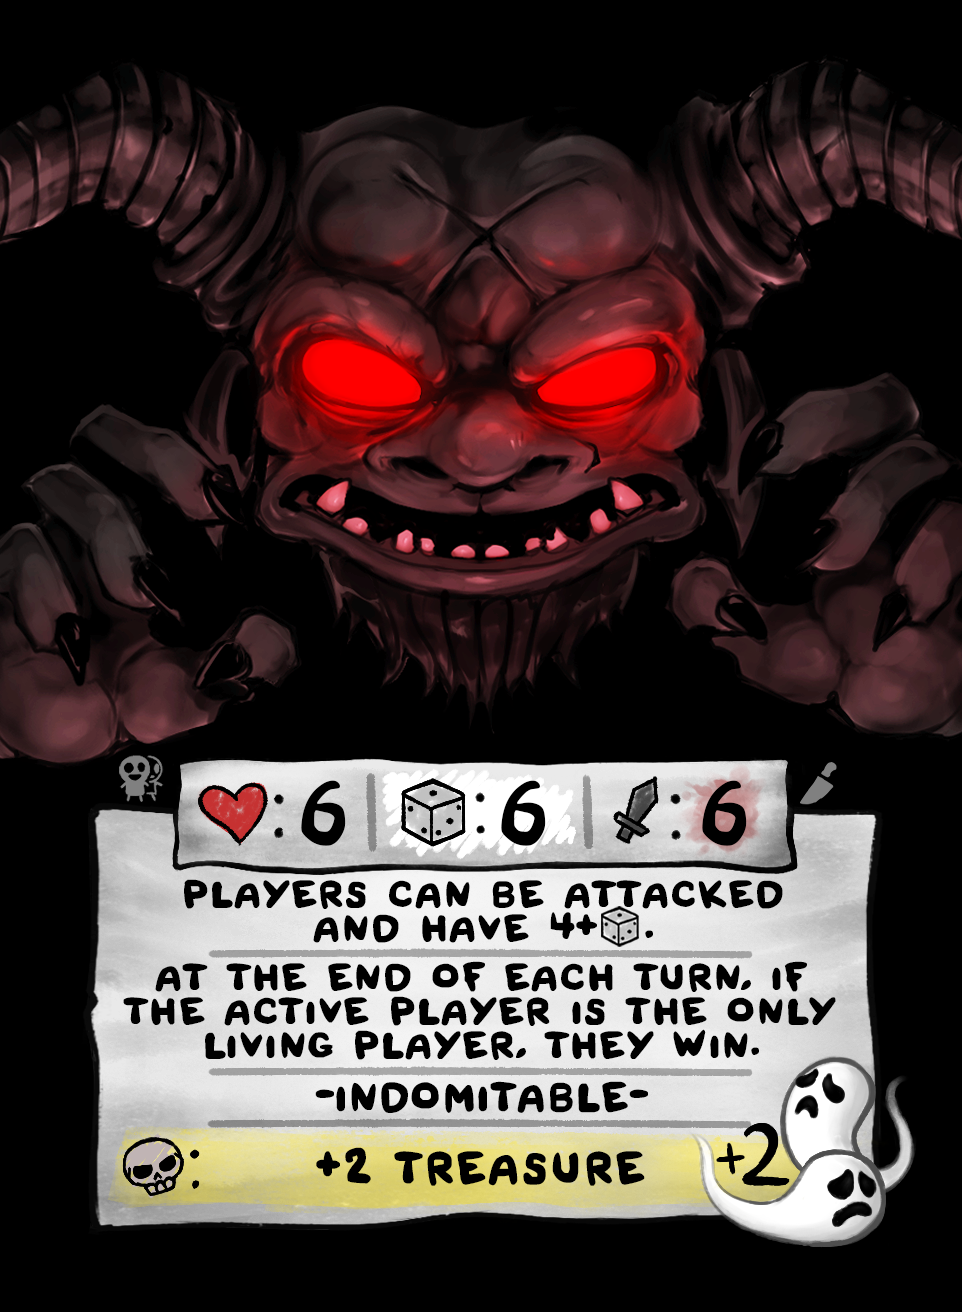 : 6 : 6 : 6
PLAYERS CAN BE ATTACKED
AND HAVE 4+ .
AT THE END OF EACH TURN, IF
THE ACTIVE PLAYER IS THE ONLY
LIVING PLAYER, THEY WIN.
-INDOMITABLE-
: +2 TREASURE +2